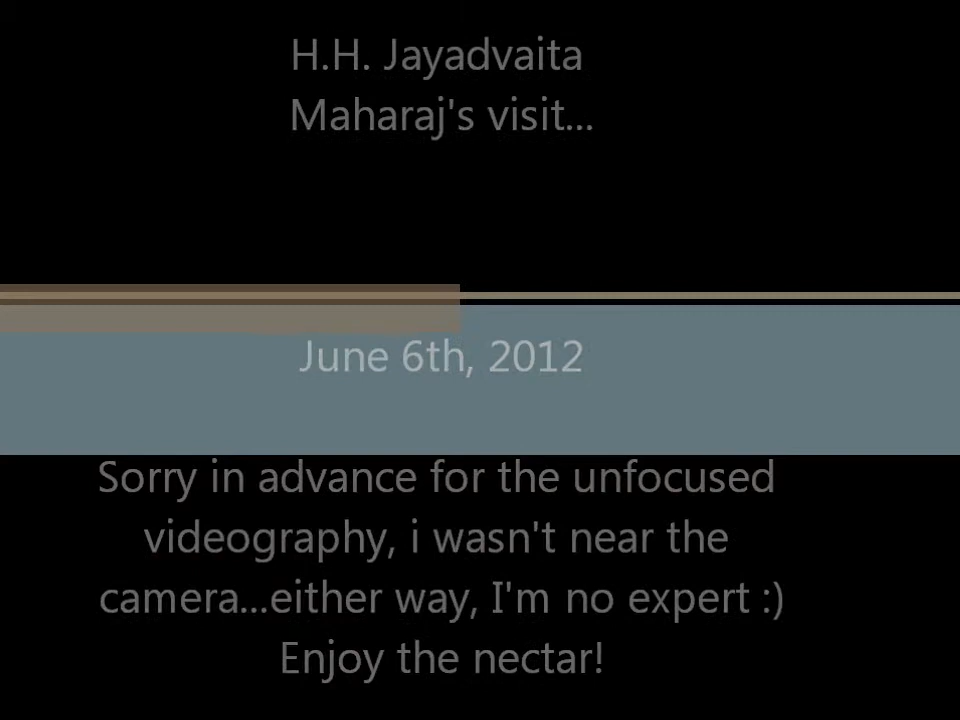 H.H. Jayadvaita
Maharaj's visit...
June 6th, 2012
Sorry in advance for the unfocused
videography, i wasn't near the
camera...either way, I'm no expert :)
Enjoy the nectar!